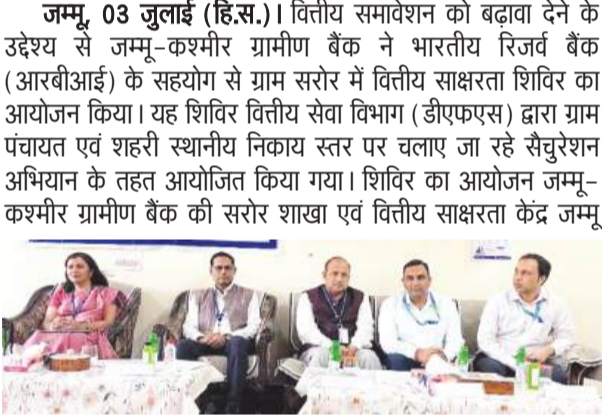 जम्मू, 03 जुलाई (हि.स.)। वित्तीय समावेशन को बढ़ावा देने के
उद्देश्य से जम्मू-कश्मीर ग्रामीण बैंक ने भारतीय रिजर्व बैंक
(आरबीआई) के सहयोग से ग्राम सरोर में वित्तीय साक्षरता शिविर का
आयोजन किया। यह शिविर वित्तीय सेवा विभाग (डीएफएस) द्वारा ग्राम
पंचायत एवं शहरी स्थानीय निकाय स्तर पर चलाए जा रहे सैचुरेशन
अभियान के तहत आयोजित किया गया। शिविर का आयोजन जम्मू-
कश्मीर ग्रामीण बैंक की सरोर शाखा एवं वित्तीय साक्षरता केंद्र जम्मू